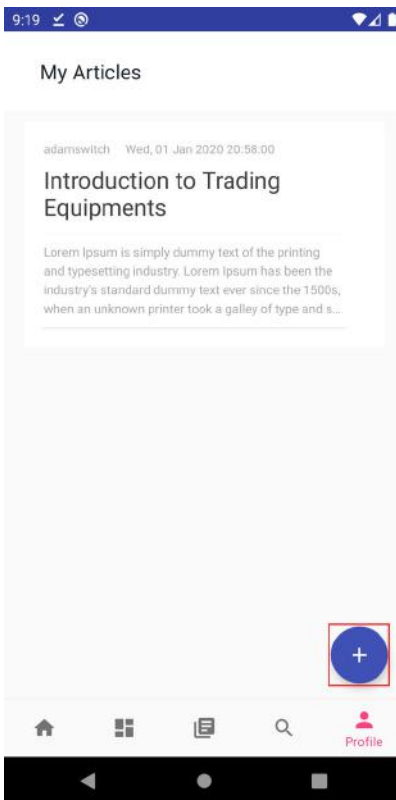 9:19
My Articles
adamswitch Wed, 01 Jan 2020 20:58:00
Introduction to Trading
Equipments
Lorem Ipsum is simply dummy text of the printing
and typesetting industry. Lorem Ipsum has been the
industry's standard dummy text ever since the 1500s,
when an unknown printer took a galley of type and s...
+
Profile